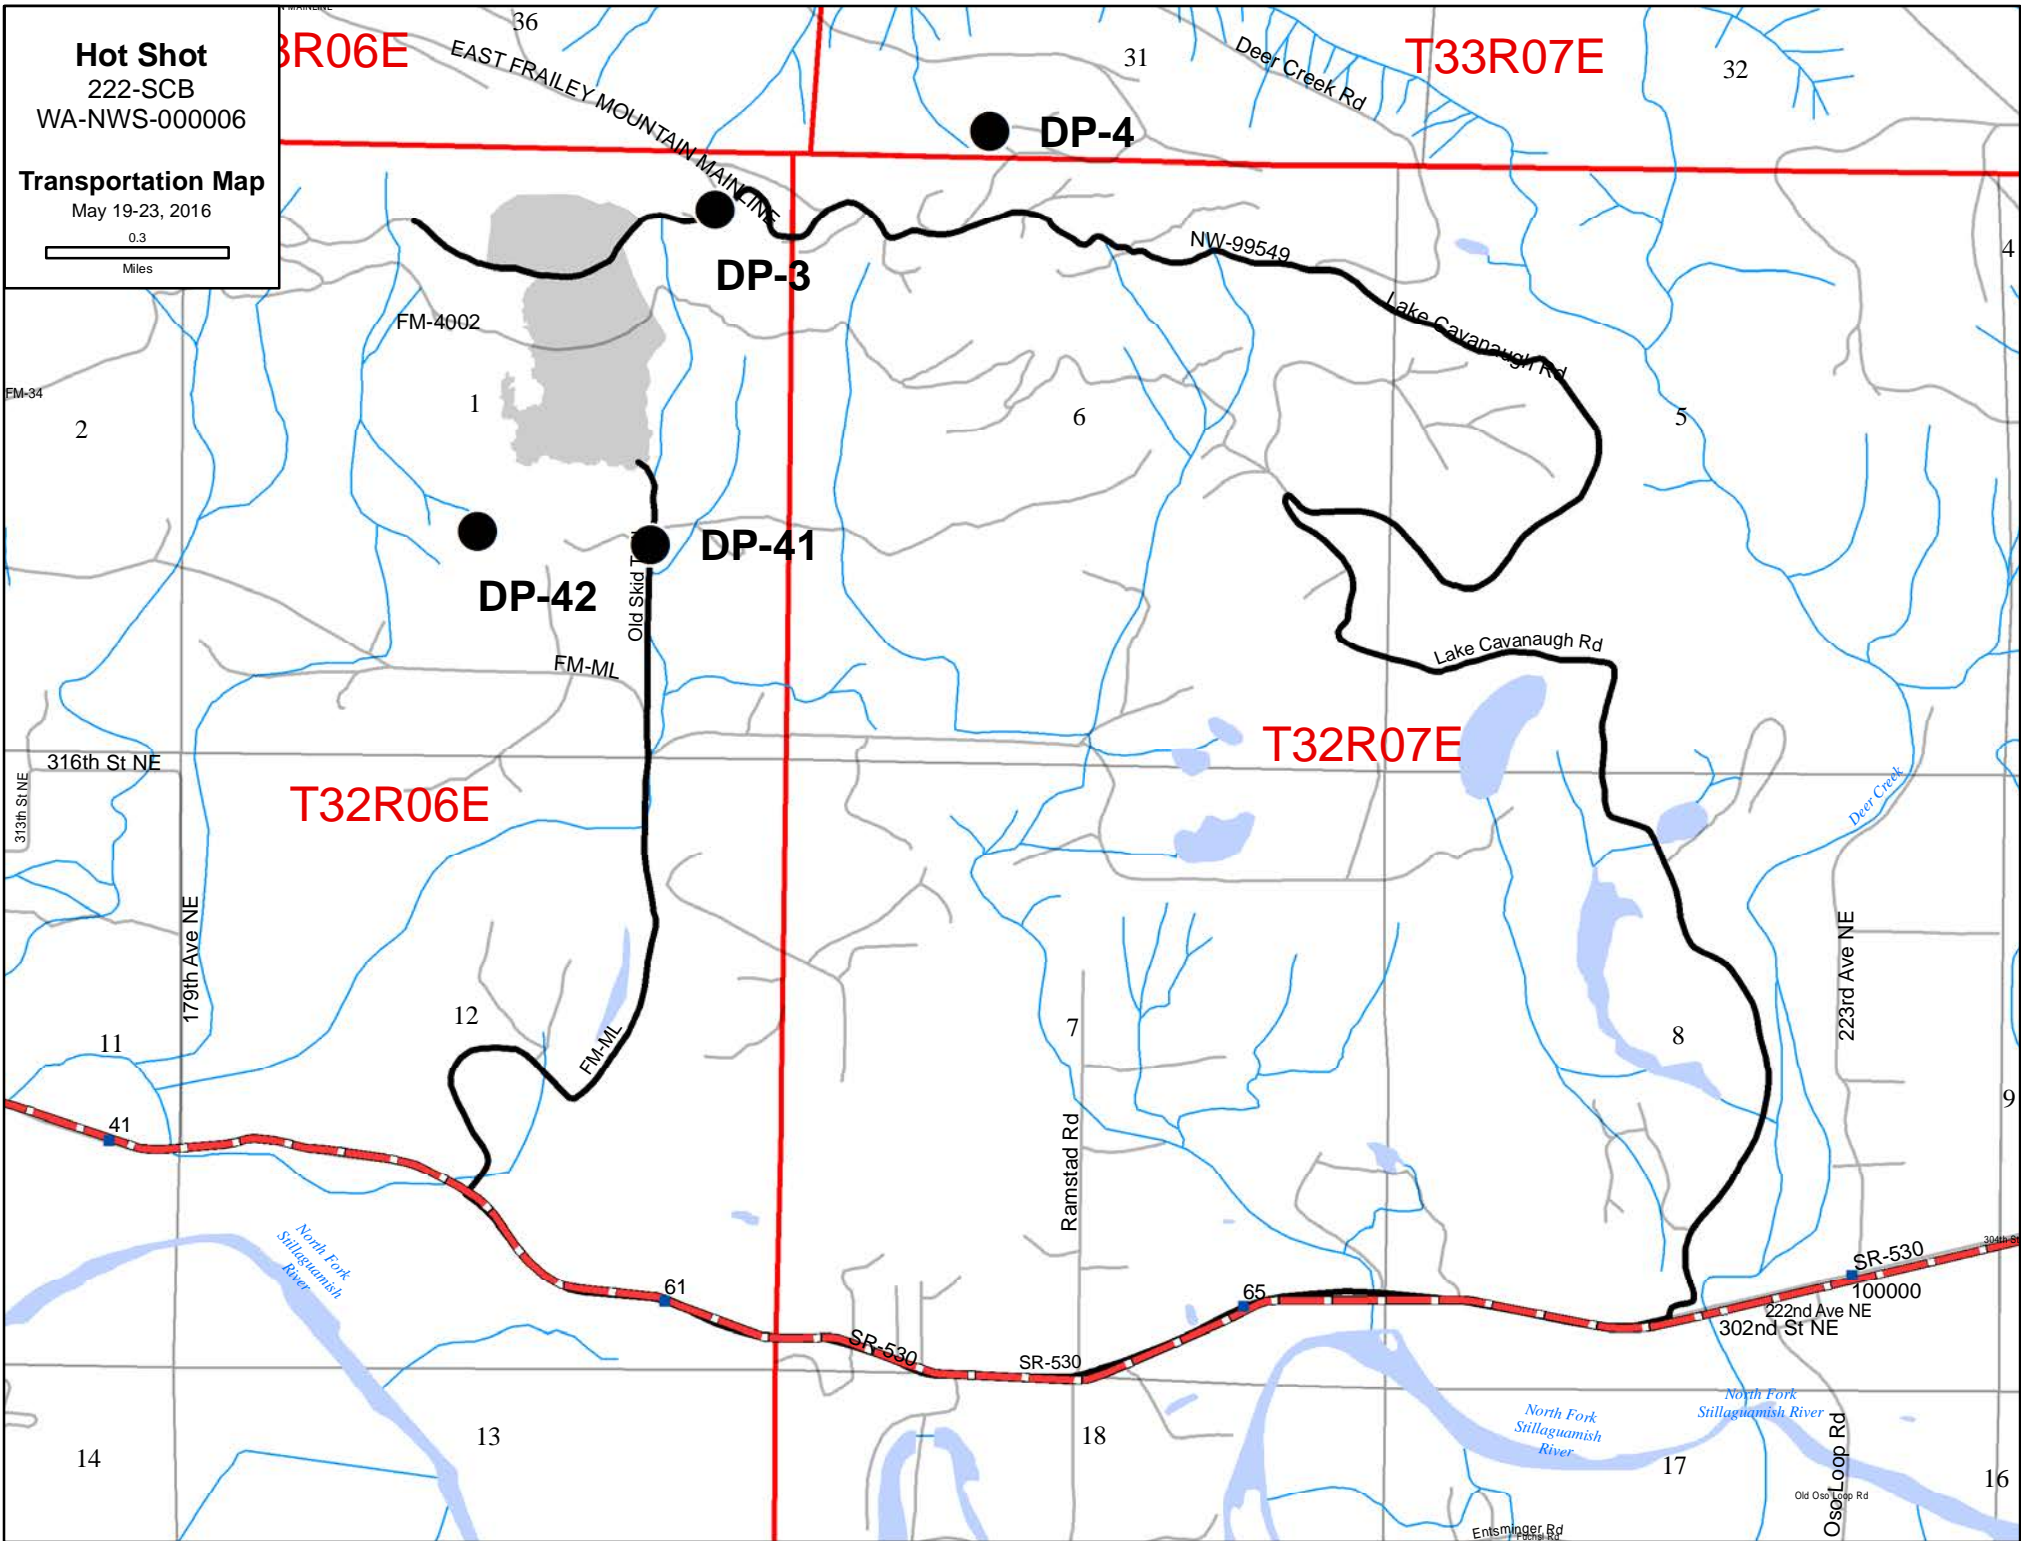 Hot Shot
222-SCB
WA-NWS-000006
Transportation Map
May 19-23, 2016
0.3
Miles
N MAINLINE
36
3R06E
EAST FRAILEY MOUNTAIN MAINLINE
31
Deer Creek Rd
T33R07E
32
DP-4
DP-3
NW-99549
4
FM-4002
Lake Cavanaugh Rd
FM-34
2
1
6
5
DP-41
DP-42
Old Skid
FM-ML
Lake Cavanaugh Rd
T32R07E
316th St NE
313th St NE
T32R06E
Deer Creek
179th Ave NE
223rd Ave NE
12
11
7
8
FM-ML
9
41
Ramstad Rd
North Fork
Stillaguamish
River
61
65
SR-530
304th S
100000
222nd Ave NE
302nd St NE
SR-530
SR-530
North Fork
Stillaguamish River
North Fork
Stillaguamish
River
13
14
18
17
16
Oso Loop Rd
Old Oso Loop Rd
Entsminger Rd
Fuchsl Rd